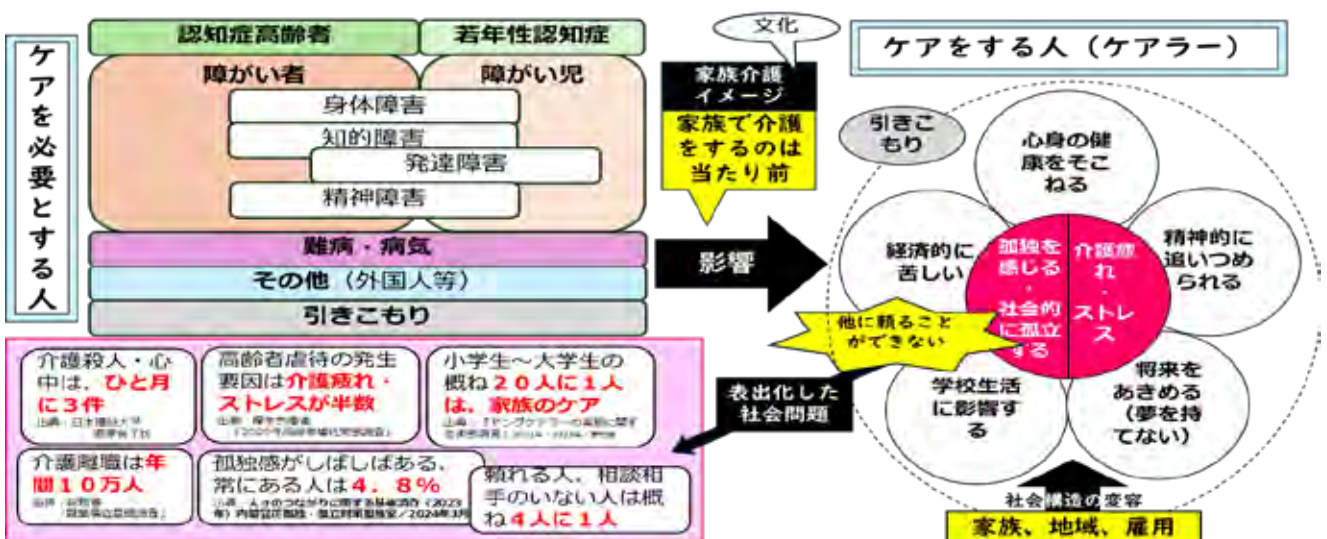 ケアを必要とする人
認知症高齢者
若年性認知症
障がい者
障がい児
身体障害
知的障害
発達障害
精神障害
難病・病気
その他（外国人等）
引きこもり
文化
家族介護
イメージ
家族で介護
をするのは
当たり前
影響
ケアをする人（ケアラー）
引きこ
もり
心身の健
康をそこ
ねる
経済的に
苦しい
孤独を
感じる・
社会的
に孤立
する
介護疲
れ・
ストレ
ス
精神的に
追いつめ
られる
他に頼ること
ができない
学校生活
に影響す
る
将来を
あきめる
（夢を持
てない）
表出化した
社会問題
社会構造の変容
家族、地域、雇用
介護殺人・心
中は、ひと月
に３件
高齢者虐待の発生
要因は介護疲れ・
ストレスが半数
小学生～大学生の
概ね２０人に１人
は、家族のケア
介護離職は年
間１０万人
孤独感がしばしばある、
常にある人は４．８％
頼れる人、相談相
手のいない人は概
ね４人に１人